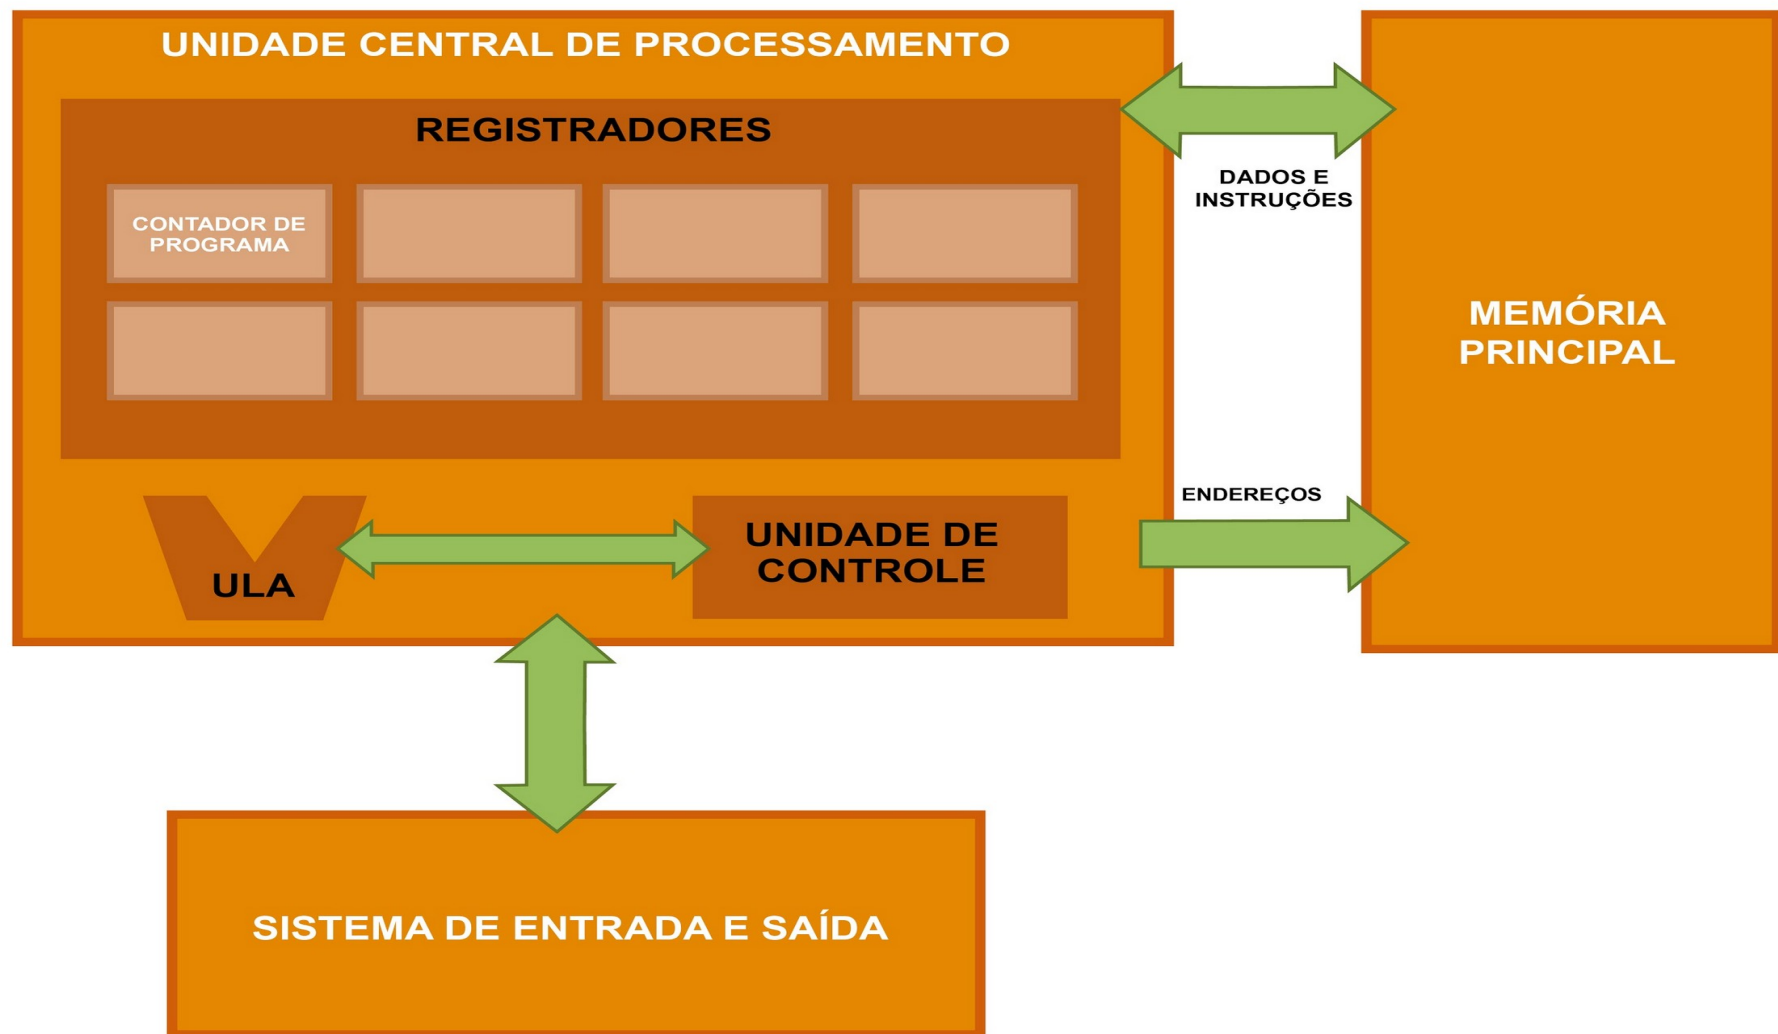 UNIDADE CENTRAL DE PROCESSAMENTO
REGISTRADORES
CONTADOR DE
PROGRAMA
DADOS E
INSTRUÇÕES
MEMÓRIA
PRINCIPAL
ENDEREÇOS
ULA
UNIDADE DE
CONTROLE
SISTEMA DE ENTRADA E SAÍDA